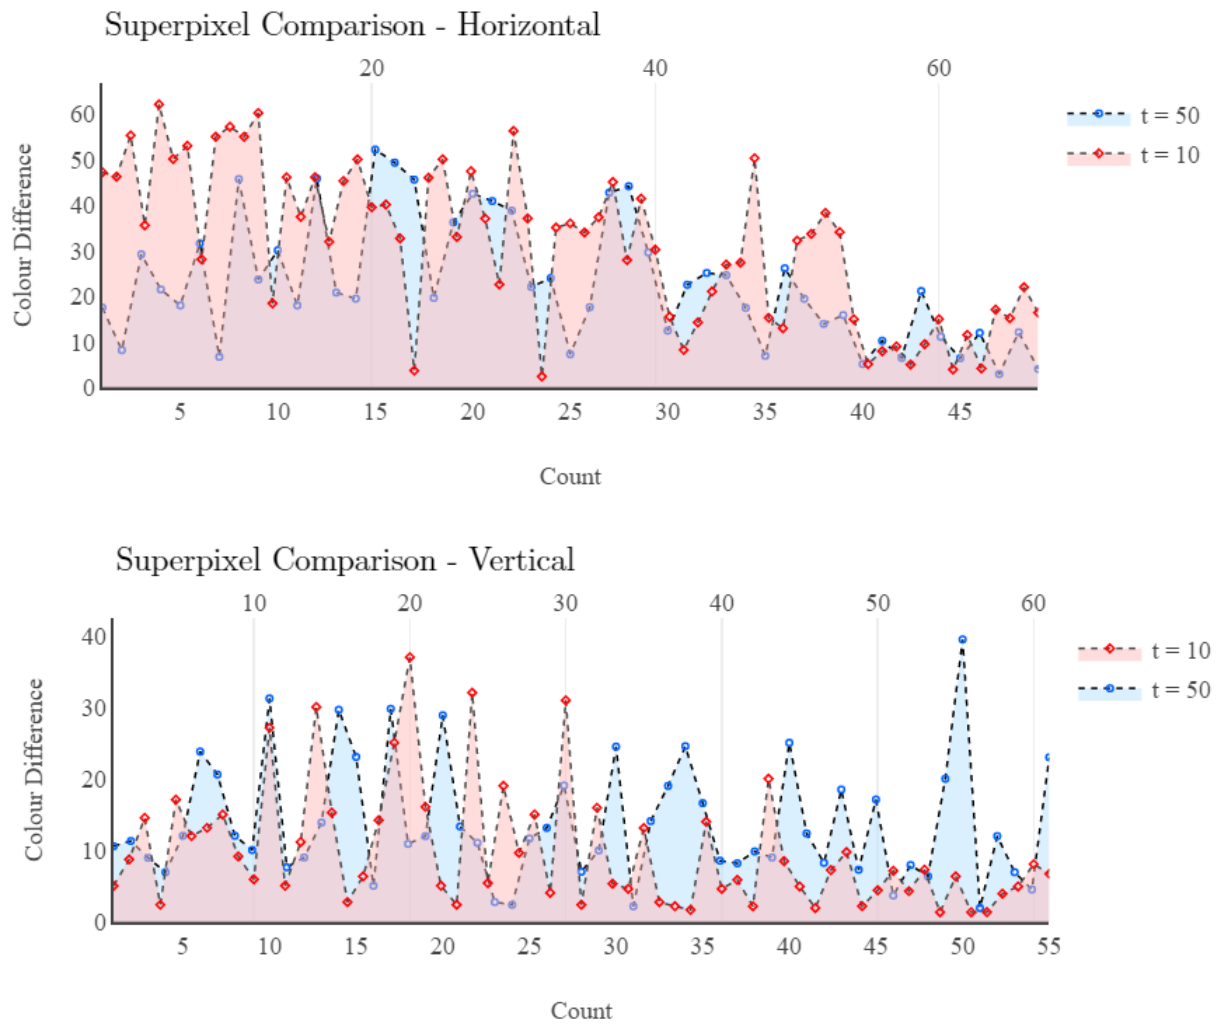 Superpixel Comparison - Horizontal
20 40 60
60
50
40
30
20
10
0
Colour Difference
t = 50
t = 10
5 10 15 20 25 30 35 40 45
Count
Superpixel Comparison - Vertical
10 20 30 40 50 60
40
30
20
10
0
Colour Difference
t = 10
t = 50
5 10 15 20 25 30 35 40 45 50 55
Count